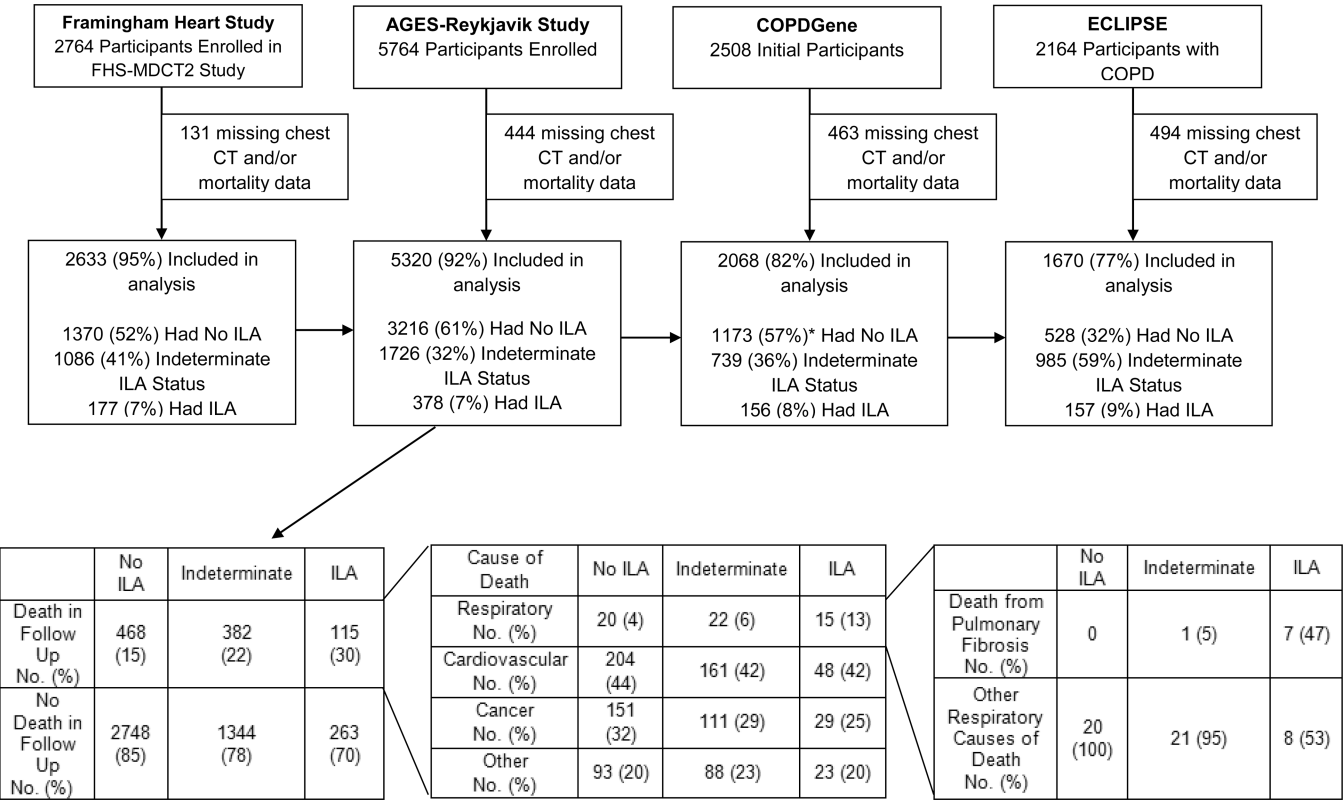 Framingham Heart Study
2764 Participants Enrolled in
FHS-MDCT2 Study
AGES-Reykjavik Study
5764 Participants Enrolled
COPDGene
2508 Initial Participants
ECLIPSE
2164 Participants with
COPD
131 missing chest
CT and/or
mortality data
444 missing chest
CT and/or
mortality data
463 missing chest
CT and/or
mortality data
494 missing chest
CT and/or
mortality data
2633 (95%) Included in
analysis
1370 (52%) Had No ILA
1086 (41%) Indeterminate
ILA Status
177 (7%) Had ILA
5320 (92%) Included in
analysis
3216 (61%) Had No ILA
1726 (32%) Indeterminate
ILA Status
378 (7%) Had ILA
2068 (82%) Included in
analysis
1173 (57%)* Had No ILA
739 (36%) Indeterminate
ILA Status
156 (8%) Had ILA
1670 (77%) Included in
analysis
528 (32%) Had No ILA
985 (59%) Indeterminate
ILA Status
157 (9%) Had ILA
No
ILA
Indeterminate
ILA
Death in
Follow
Up
No. (%)
468
(15)
382
(22)
115
(30)
No
Death in
Follow
Up
No. (%)
2748
(85)
1344
(78)
263
(70)
Cause of
Death
No ILA
Indeterminate
ILA
Respiratory
No. (%)
20 (4)
22 (6)
15 (13)
Cardiovascular
No. (%)
204
(44)
161 (42)
48 (42)
Cancer
No. (%)
151
(32)
111 (29)
29 (25)
Other
No. (%)
93 (20)
88 (23)
23 (20)
No
ILA
Indeterminate
ILA
Death from
Pulmonary
Fibrosis
No. (%)
0
1 (5)
7 (47)
Other
Respiratory
Causes of
Death
No. (%)
20
(100)
21 (95)
8 (53)